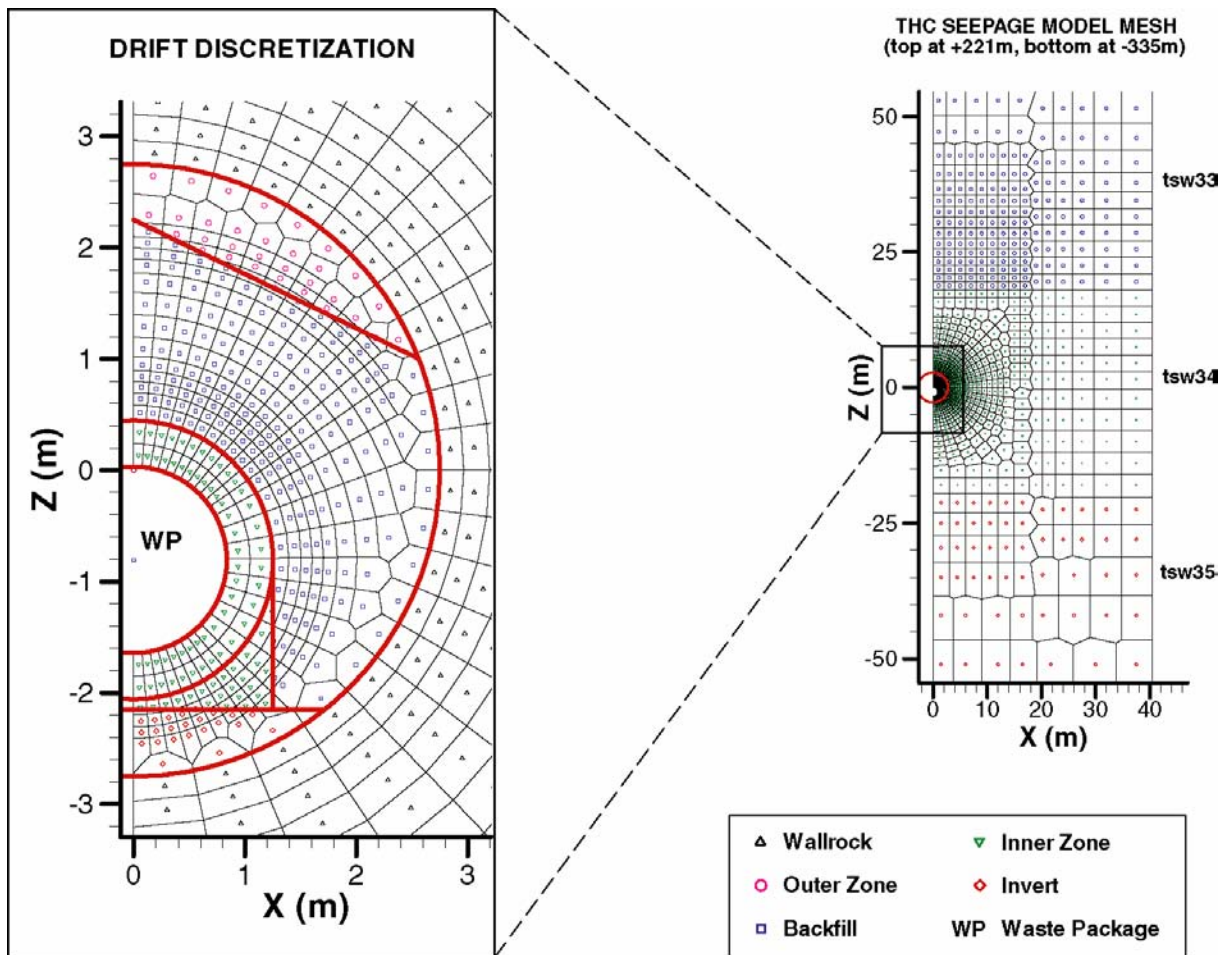 DRIFT DISCRETIZATION
3
2
1
0
-1
-2
-3
Z (m)
WP
0
1
2
3
X (m)
THC SEEPAGE MODEL MESH
(top at +221m, bottom at -335m)
50
25
0
-25
-50
Z (m)
tsw33
tsw34
tsw35
0
10
20
30
40
X (m)
Wallrock
Inner Zone
Outer Zone
Invert
Backfill
WP Waste Package